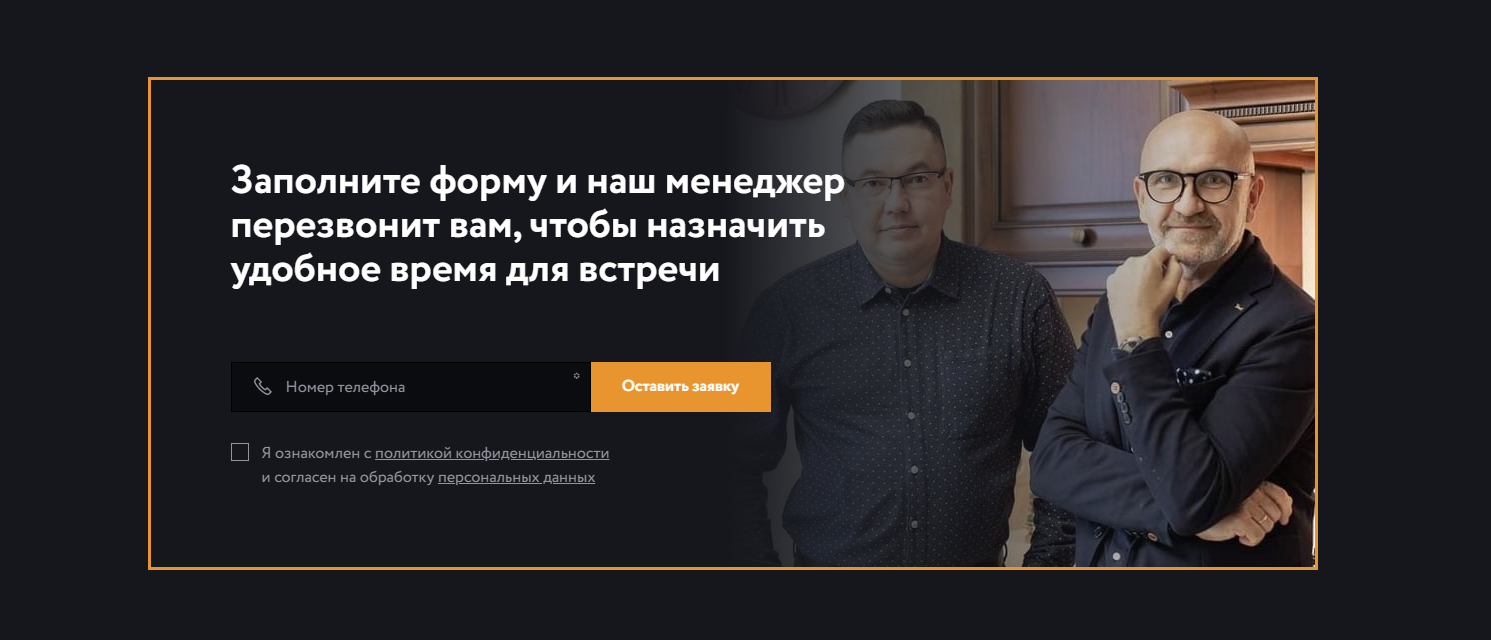 Заполните форму и наш менеджер
перезвонит вам, чтобы назначить
удобное время для встречи
Номер телефона
Оставить заявку
Я ознакомлен с политикой конфиденциальности
и согласен на обработку персональных данных